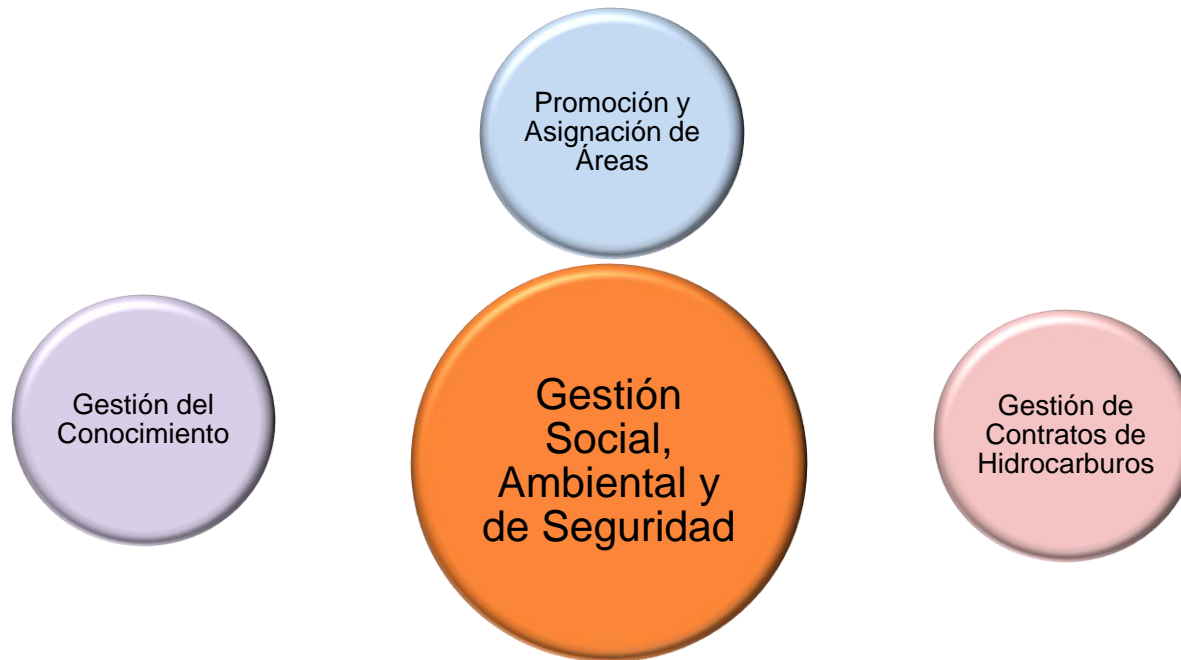 Promoción y
Asignación de
Áreas
Gestión del
Conocimiento
Gestión
Social,
Ambiental y
de Seguridad
Gestión de
Contratos de
Hidrocarburos